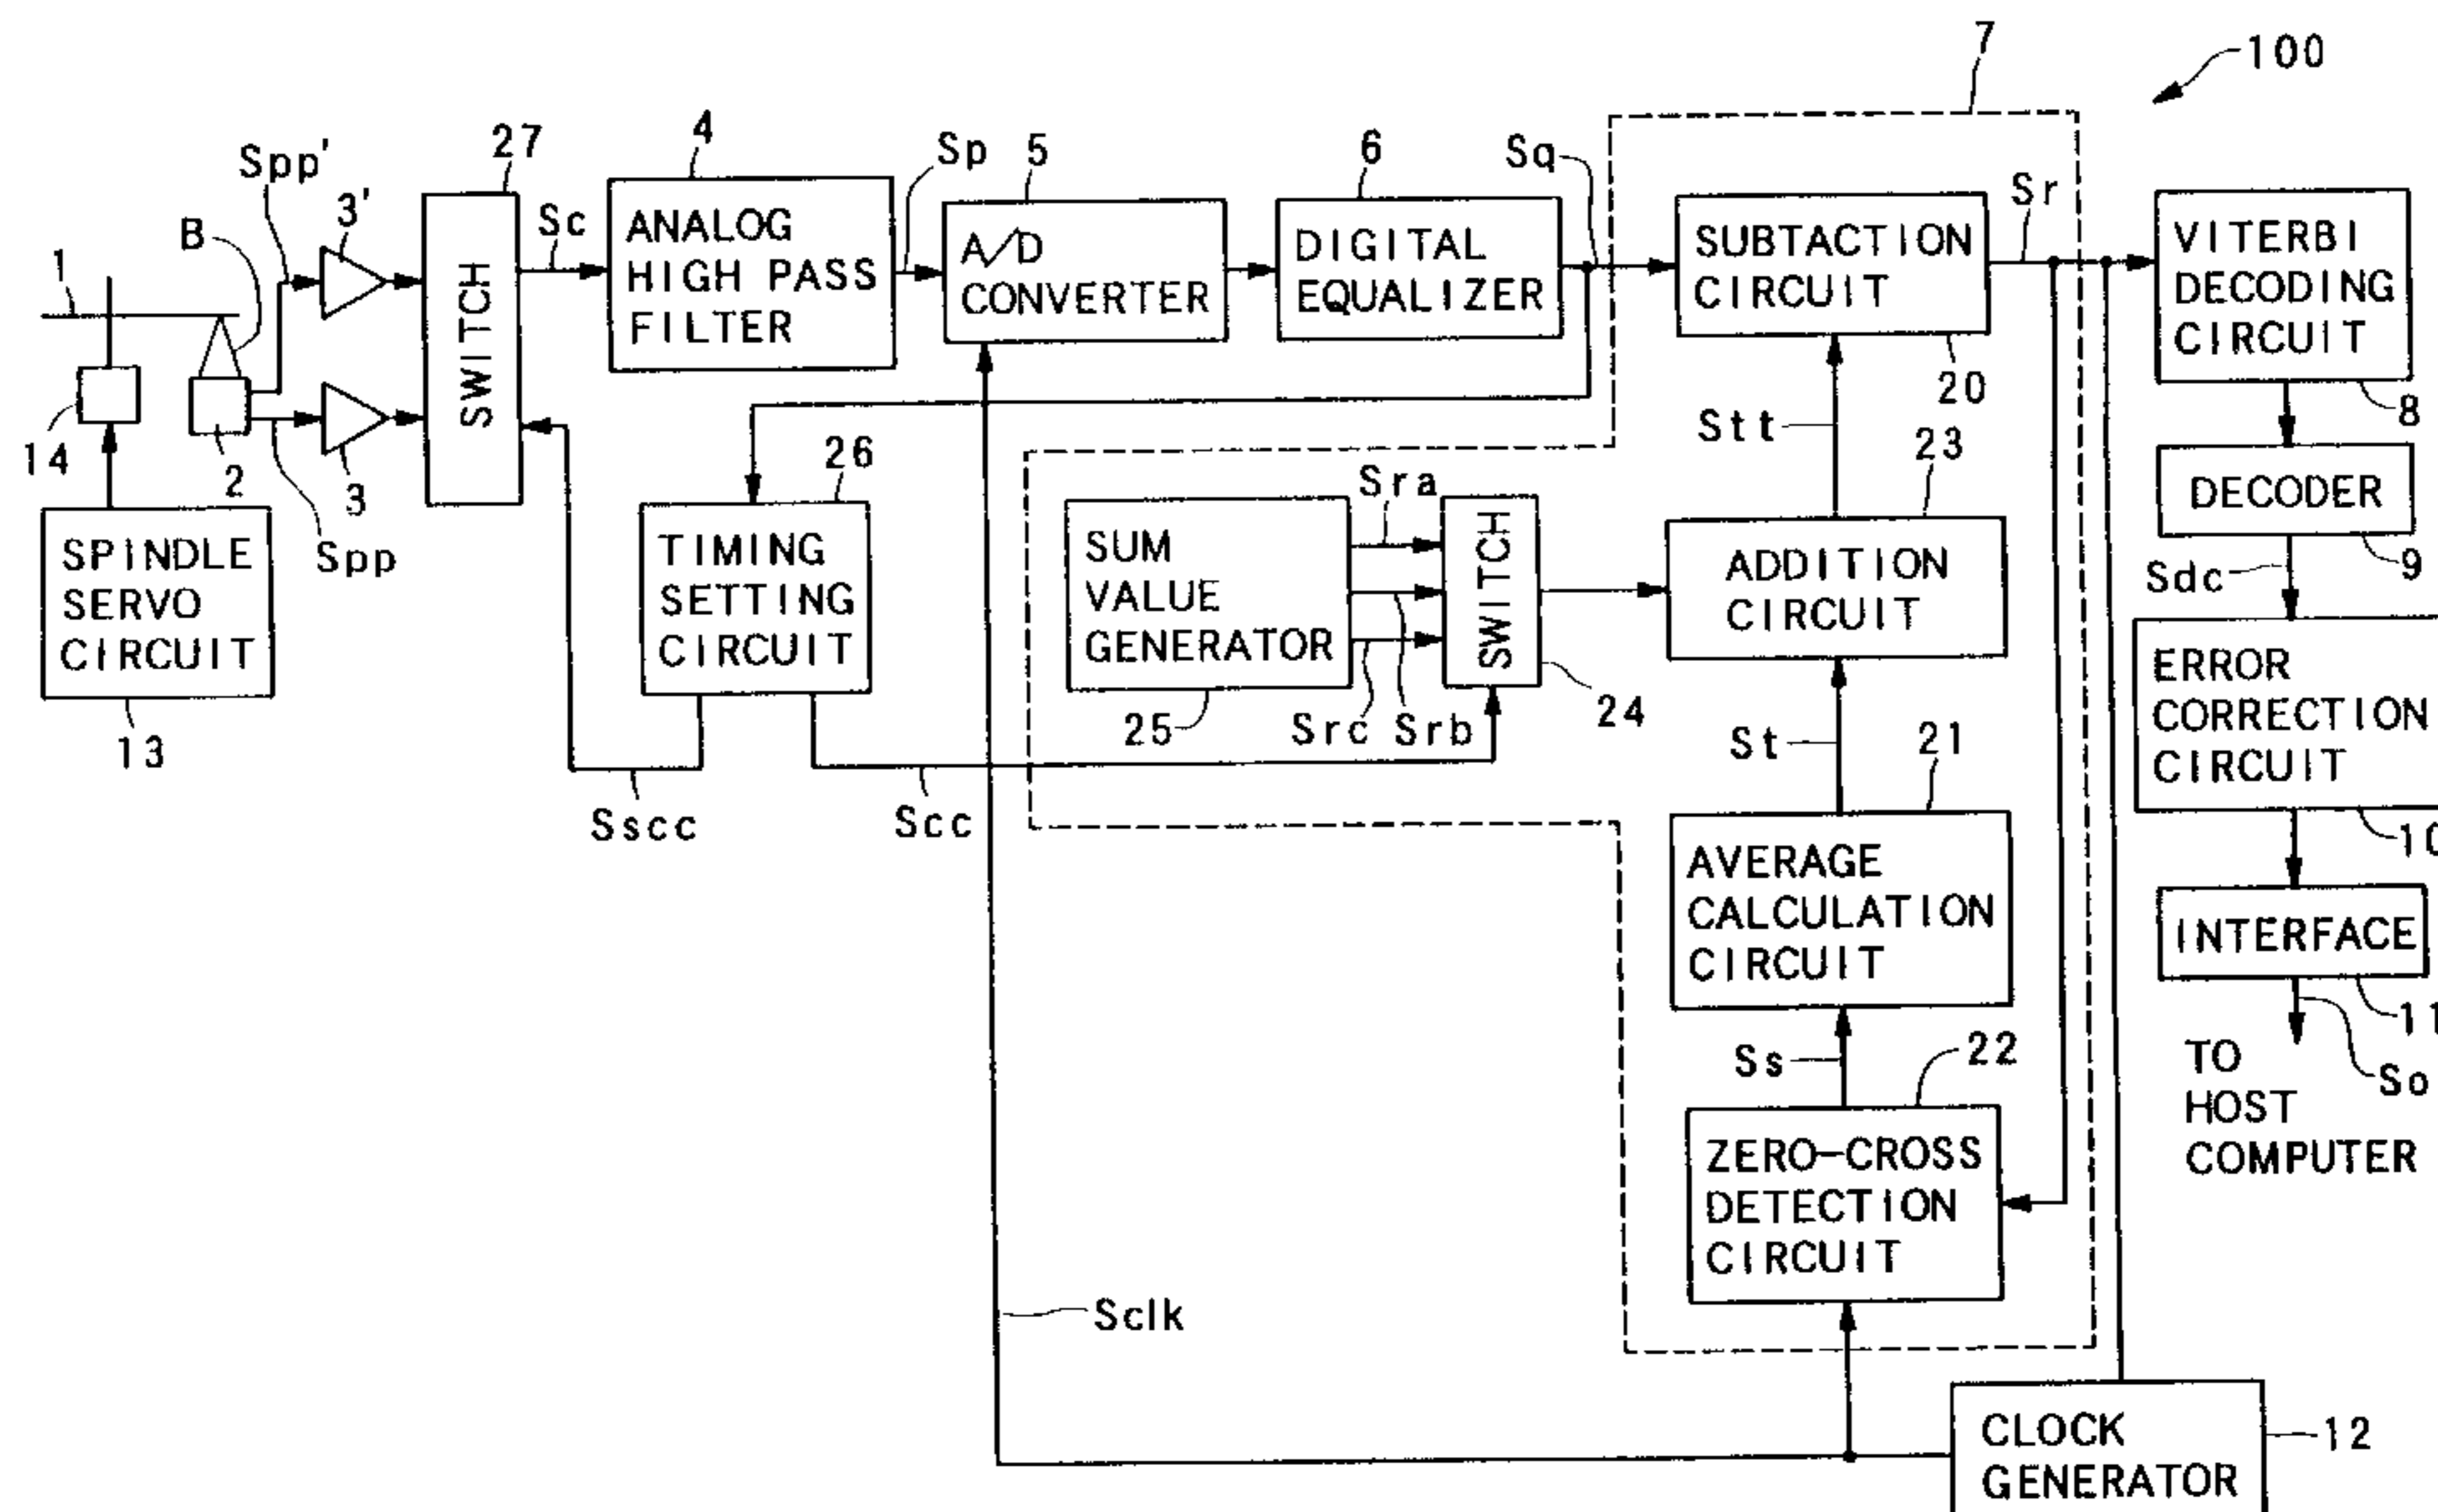 7
100
27
4
Spp'
Sp
5
6
Sq
3'
Sc
Sr
B
1
SWITCH
ANALOG
HIGH PASS
FILTER
A/D
CONVERTER
DIGITAL
EQUALIZER
SUBTACTION
CIRCUIT
VITERBI
DECODING
CIRCUIT
20
8
14
2
3
Spp
26
Stt
23
Sra
DECODER
9
Sdc
SPINDLE
SERVO
CIRCUIT
13
TIMING
SETTING
CIRCUIT
SUM
VALUE
GENERATOR
25
Src
Srb
SWITCH
24
ADDITION
CIRCUIT
ERROR
CORRECTION
CIRCUIT
10
St
21
Sscc
Scc
AVERAGE
CALCULATION
CIRCUIT
INTERFACE
11
So
TO
HOST
COMPUTER
Ss
22
ZERO-CROSS
DETECTION
CIRCUIT
Sclk
CLOCK
GENERATOR
12